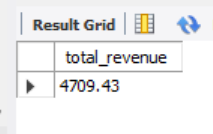 Result Grid
total_revenue
4709.43